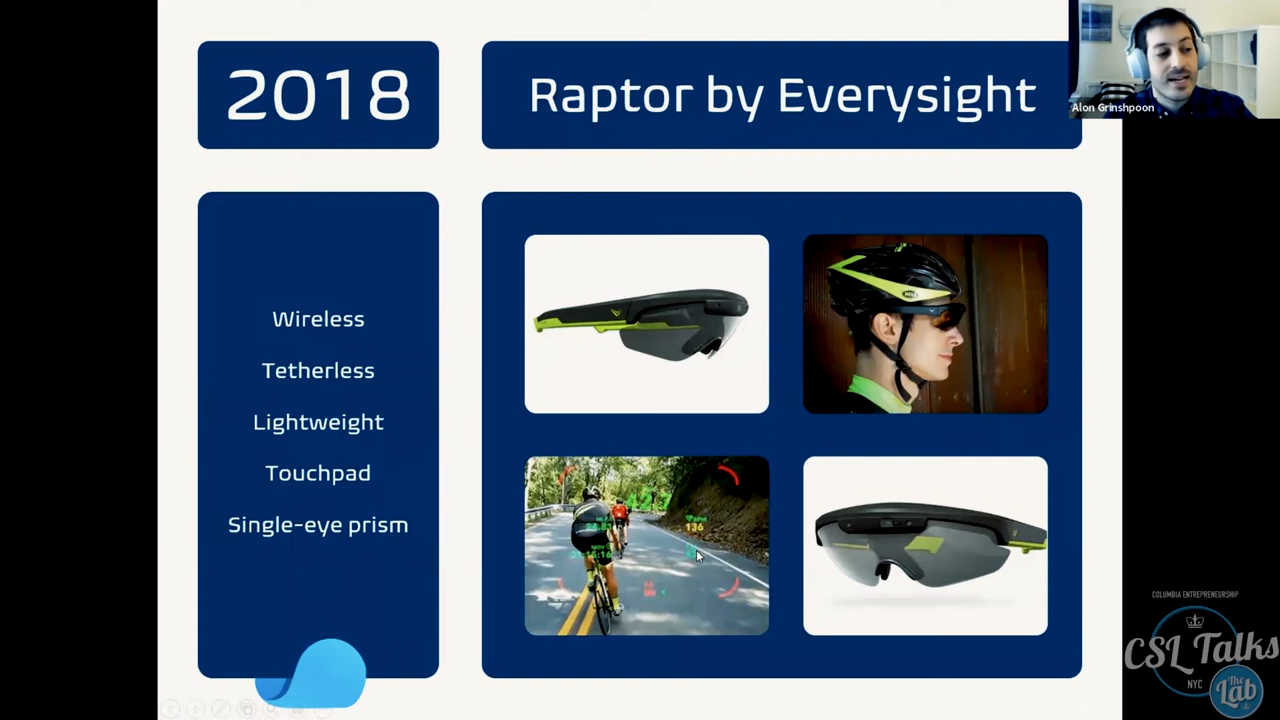 2018
Raptor by Everysight
Alon Grinshpoon
Wireless
Tetherless
Lightweight
Touchpad
Single-eye prism
136
COLUMBIA ENTREPRENEURSHIP
CSL Talks
NYC
The
Lab